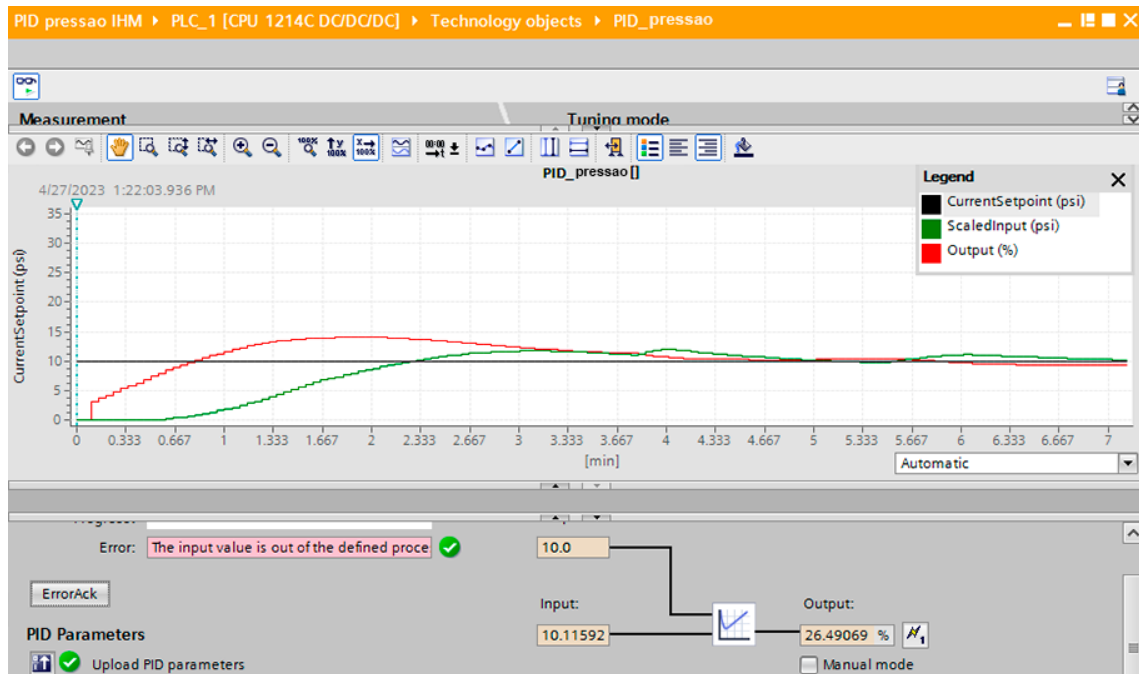 PID pressao IHM ▸ PLC_1 [CPU 1214C DC/DC/DC] ▸ Technology objects ▸ PID_pressao
Measurement Tuning mode
PID_pressao []
4/27/2023 1:22:03.936 PM
Legend
CurrentSetpoint (psi)
ScaledInput (psi)
Output (%)
CurrentSetpoint (psi)
35
30
25
20
15
10
5
0
0 0.333 0.667 1 1.333 1.667 2 2.333 2.667 3 3.333 3.667 4 4.333 4.667 5 5.333 5.667 6 6.333 6.667 7
[min]
Automatic
Error: The input value is out of the defined proce
10.0
ErrorAck
Input: Output:
10.11592 26.49069 %
PID Parameters
Upload PID parameters Manual mode